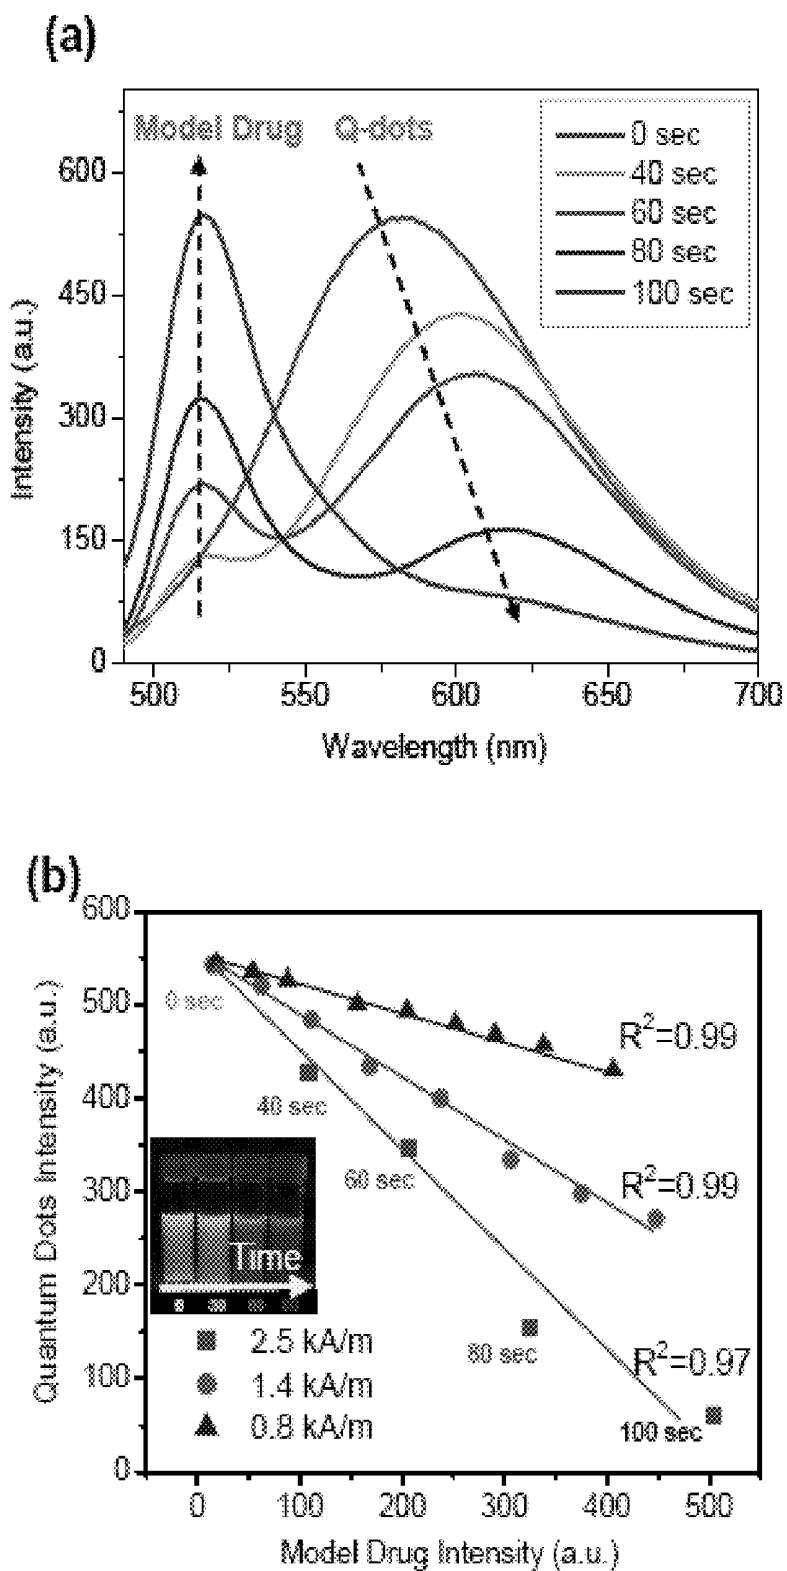 (a)
Model Drug
Q-dots
0 sec
40 sec
60 sec
80 sec
100 sec
600
450
300
150
0
Intensity (a.u.)
500 550 600 650 700
Wavelength (nm)
(b)
600
500
400
300
200
100
0
Quantum Dots Intensity (a.u.)
0 sec
40 sec
60 sec
80 sec
100 sec
R²=0.99
R²=0.99
R²=0.97
Time
2.5 kA/m
1.4 kA/m
0.8 kA/m
0 100 200 300 400 500
Model Drug Intensity (a.u.)